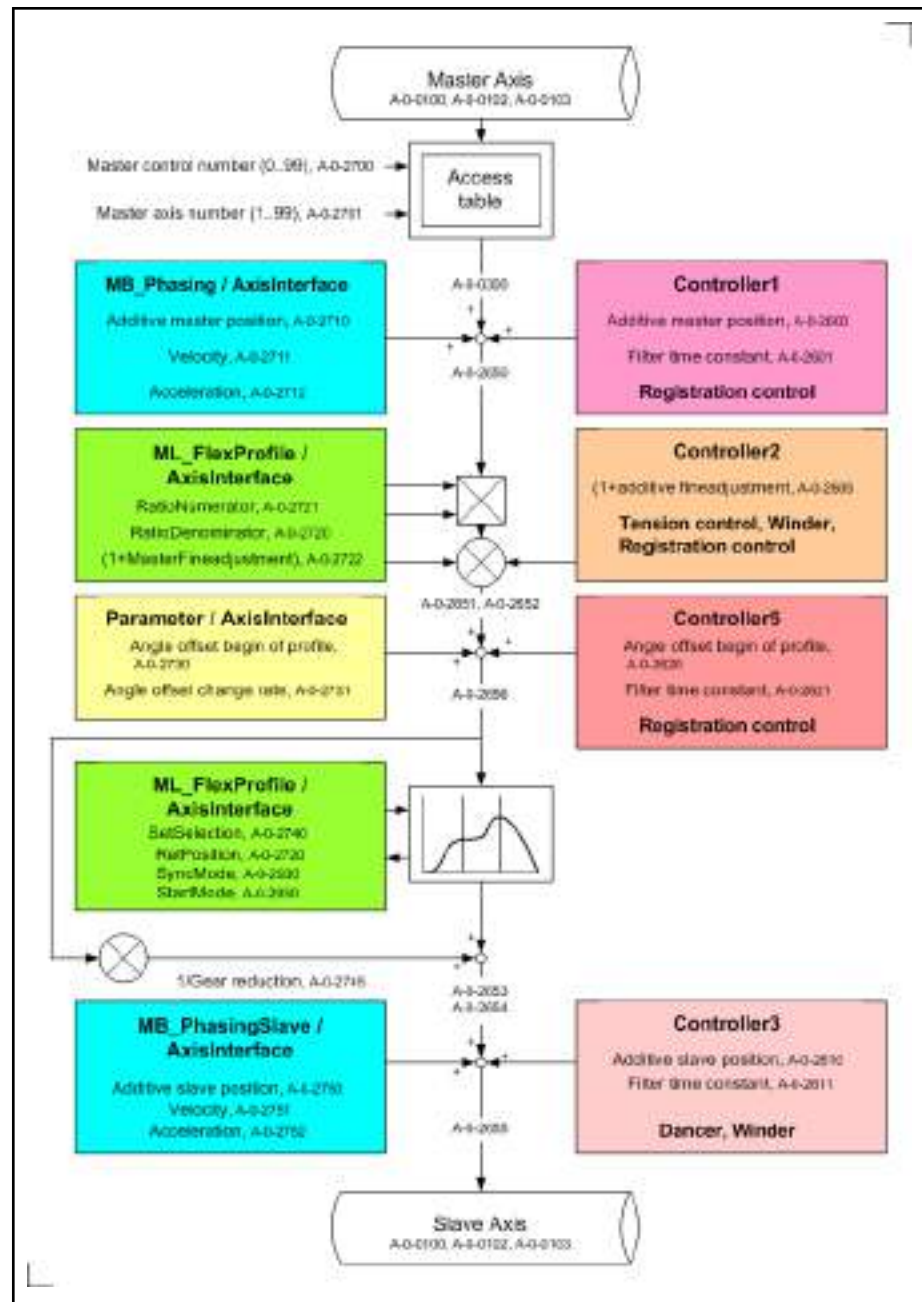 Master Axis
A-0-0100, A-0-0102, A-0-0103
Master control number (0..99), A-0-2700
Access
table
Master axis number (1..99), A-0-2701
MB_Phasing / AxisInterface
Additive master position, A-0-2710
Velocity, A-0-2711
Acceleration, A-0-2712
Controller1
Additive master position, A-0-2600
Filter time constant, A-0-2601
Registration control
+
+
+
A-0-2650
ML_FlexProfile /
AxisInterface
RatioNumerator, A-0-2721
RatioDenominator, A-0-2720
(1+MasterFineadjustment), A-0-2722
Controller2
(1+additive fineadjustment,
Tension control, Winder,
Registration control
A-0-2651, A-0-2652
Parameter / AxisInterface
Angle offset begin of profile,
A-0-2730
Angle offset change rate, A-0-2731
Controller5
Angle offset begin of profile,
A-0-2620
Filter time constant, A-0-2621
Registration control
+
+
+
A-0-2656
ML_FlexProfile /
AxisInterface
SetSelection, A-0-2740
RefPosition,
SyncMode,
StartMode,
+
+
1/Gear reduction, A-0-2745
A-0-2653
A-0-2654
MB_PhasingSlave /
AxisInterface
Additive slave position, A-0-2750
Velocity, A-0-2751
Acceleration, A-0-2752
Controller3
Additive slave position, A-0-2610
Filter time constant, A-0-2611
Dancer, Winder
+
+
+
A-0-2655
Slave Axis
A-0-0100, A-0-0102, A-0-0103